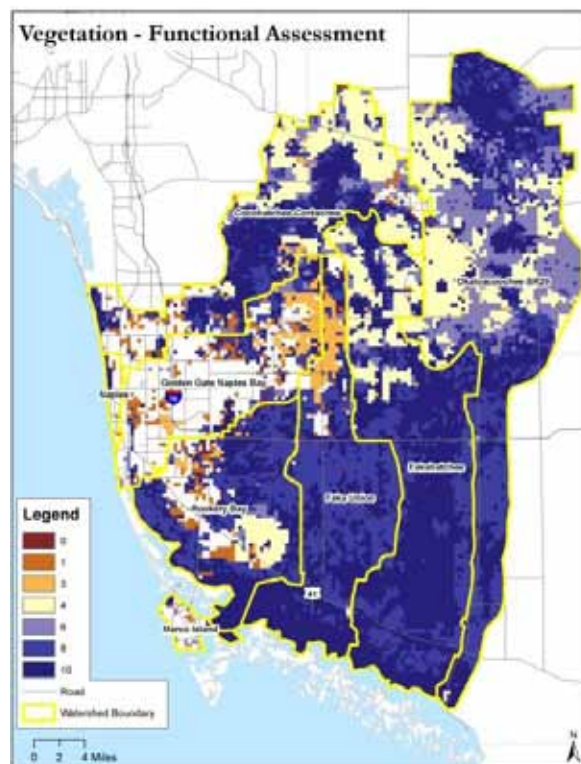 Vegetation - Functional Assessment
Corkscrew-Cocohatchee
Okaloacoochee SR29
Golden Gate Naples Bay
Naples
Rookery Bay
Faka Union
Fakahatchee
41
Marco Island
Legend
0
1
3
4
6
8
10
Road
Watershed Boundary
0 2 4 Miles
N